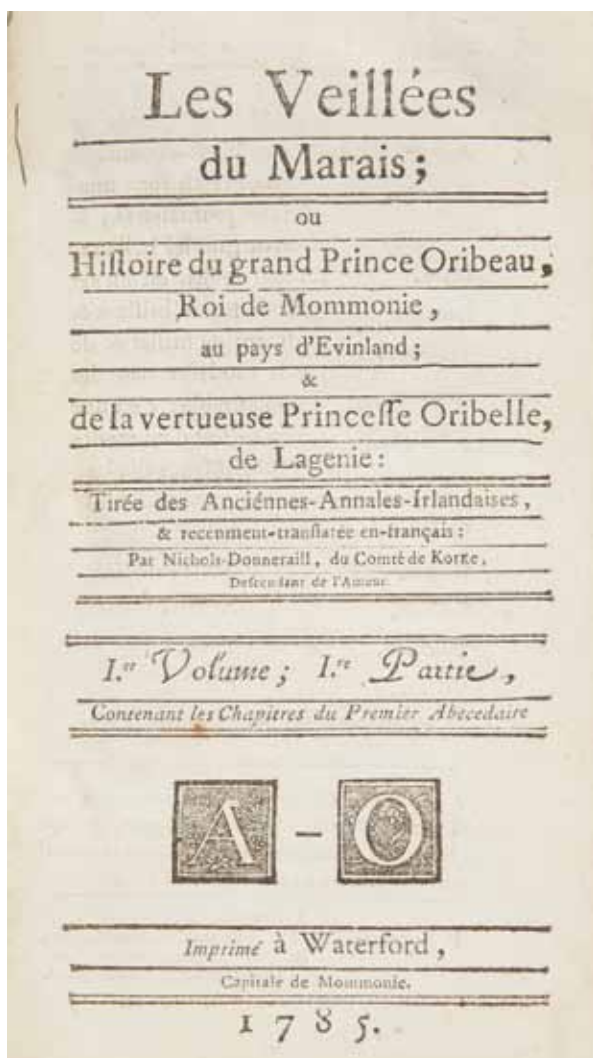 Les Veillées
du Marais;
ou
Hiſtoire du grand Prince Oribeau,
Roi de Mommonie,
au pays d'Evinland;
&
de la vertueuse Princeſſe Oribelle,
de Lagenie:
Tirée des Anciénnes-Annales-Irlandaises,
& recenment-tranſlatée en-français:
Par Nichols-Donneraill, du Comté de Korke,
Deſcendant de l'Auteur.
I.er Volume; I.re Partie,
Contenant les Chapitres du Premier Abecedaire
A - O
Imprimé à Waterford,
Capitale de Mommonie.
1785.